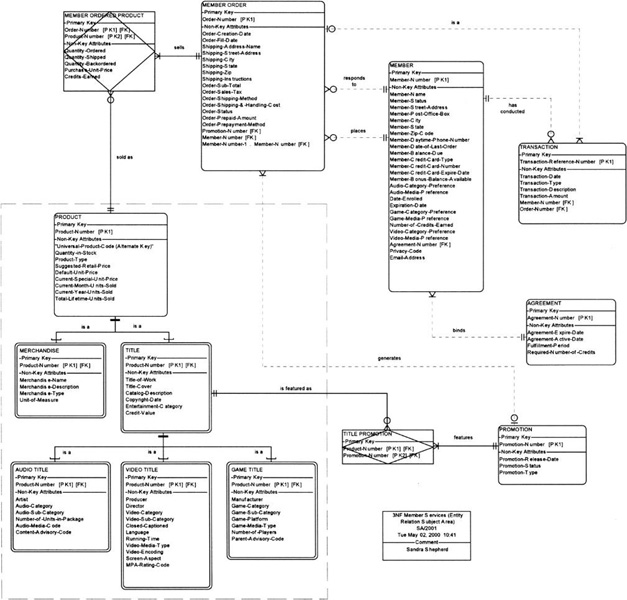 MEMBER ORDERED PRODUCT
Primary Key
Order-Number [PK1] [FK]
Product-Number [PK2] [FK]
Non-Key Attributes
Quantity-Ordered
Quantity-Shipped
Quantity-Backordered
Purchase-Unit-Price
Credits-Earned
sells
sold as
MEMBER ORDER
Primary Key
Order-Number [PK1]
Non-Key Attributes
Order-Creation-Date
Order-Fill-Date
Shipping-Address-Name
Shipping-Street-Address
Shipping-City
Shipping-State
Shipping-Zip
Shipping-Instructions
Order-Sub-Total
Order-Sales-Tax
Order-Shipping-Method
Order-Shipping-&-Handling-Cost
Order-Status
Order-Prepaid-Amount
Order-Prepayment-Method
Promotion-Number [FK]
Member-Number [FK]
Member-Number-1 . Member-Number [FK]
is a
responds
to
places
MEMBER
Primary Key
Member-Number [PK1]
Non-Key Attributes
Member-Name
Member-Status
Member-Street-Address
Member-Post-Office-Box
Member-City
Member-State
Member-Zip-Code
Member-Daytime-Phone-Number
Member-Date-of-Last-Order
Member-Balance-Due
Member-Credit-Card-Type
Member-Credit-Card-Number
Member-Credit-Card-Expire-Date
Member-Bonus-Balance-Available
Audio-Category-Preference
Audio-Media-Preference
Date-Enrolled
Expiration-Date
Game-Category-Preference
Game-Media-Preference
Number-of-Credits-Earned
Video-Category-Preference
Video-Media-Preference
Agreement-Number [FK]
Privacy-Code
Email-Address
has
conducted
TRANSACTION
Primary Key
Transaction-Reference-Number [PK1]
Non-Key Attributes
Transaction-Date
Transaction-Type
Transaction-Description
Transaction-Amount
Member-Number [FK]
Order-Number [FK]
PRODUCT
Primary Key
Product-Number [PK1]
Non-Key Attributes
"Universal-Product-Code (Alternate Key)"
Quantity-in-Stock
Product-Type
Suggested-Retail-Price
Default-Unit-Price
Current-Special-Unit-Price
Current-Month-Units-Sold
Current-Year-Units-Sold
Total-Lifetime-Units-Sold
is a
is a
MERCHANDISE
Primary Key
Product-Number [PK1] [FK]
Non-Key Attributes
Merchandise-Name
Merchandise-Description
Merchandise-Type
Unit-of-Measure
TITLE
Primary Key
Product-Number [PK1] [FK]
Non-Key Attributes
Title-of-Work
Title-Cover
Catalog-Description
Copyright-Date
Entertainment-Category
Credit-Value
AGREEMENT
Primary Key
Agreement-Number [PK1]
Non-Key Attributes
Agreement-Expire-Date
Agreement-Active-Date
Fulfillment-Period
Required-Number-of-Credits
binds
generates
is featured as
TITLE PROMOTION
Primary Key
Product-Number [PK1] [FK]
Promotion-Number [PK2] [FK]
features
PROMOTION
Primary Key
Promotion-Number [PK1]
Non-Key Attributes
Promotion-Release-Date
Promotion-Status
Promotion-Type
is a
is a
is a
AUDIO TITLE
Primary Key
Product-Number [PK1] [FK]
Non-Key Attributes
Artist
Audio-Category
Audio-Sub-Category
Number-of-Units-in-Package
Audio-Media-Code
Content-Advisory-Code
VIDEO TITLE
Primary Key
Product-Number [PK1] [FK]
Non-Key Attributes
Producer
Director
Video-Category
Video-Sub-Category
Closed-Captioned
Language
Running-Time
Video-Media-Type
Video-Encoding
Screen-Aspect
MPA-Rating-Code
GAME TITLE
Primary Key
Product-Number [PK1] [FK]
Non-Key Attributes
Manufacturer
Game-Category
Game-Sub-Category
Game-Platform
Game-Media-Type
Number-of-Players
Parent-Advisory-Code
3NF Member Services (Entity
Relation Subject Area)
SA/2001
Tue May 02, 2000 10:41
Comment
Sandra Shepherd